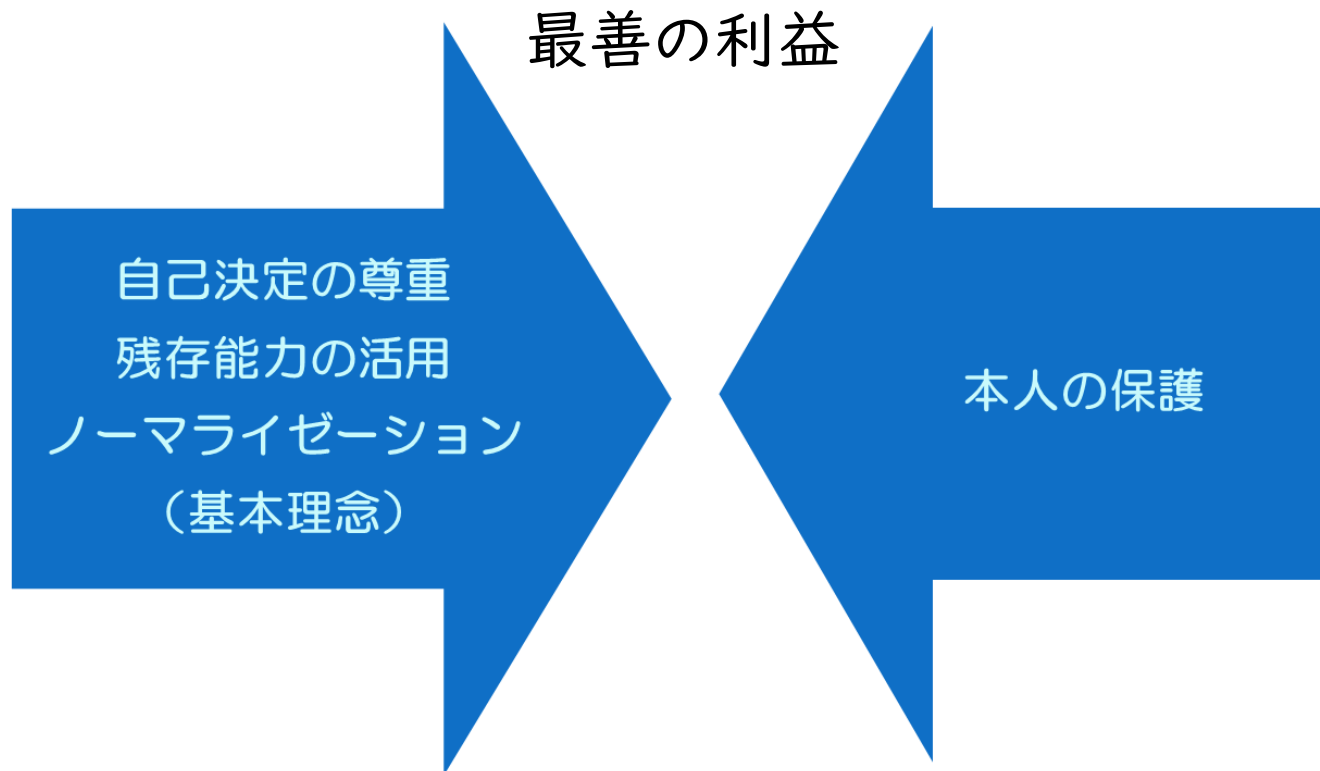 最善の利益
自己決定の尊重
残存能力の活用
ノーマライゼーション
（基本理念）
本人の保護